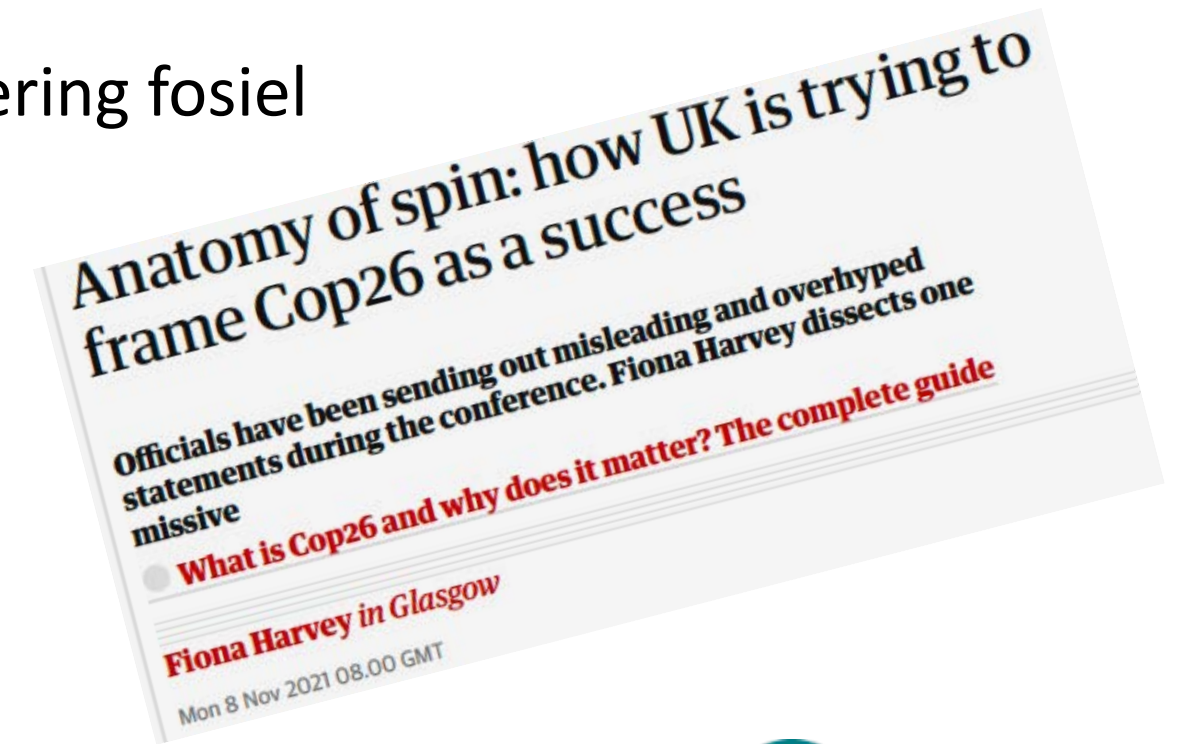 ering fosiel
Anatomy of spin: how UK is trying to
frame Cop26 as a success
Officials have been sending out misleading and overhyped
statements during the conference. Fiona Harvey dissects one
missive
What is Cop26 and why does it matter? The complete guide
Fiona Harvey in Glasgow
Mon 8 Nov 2021 08.00 GMT